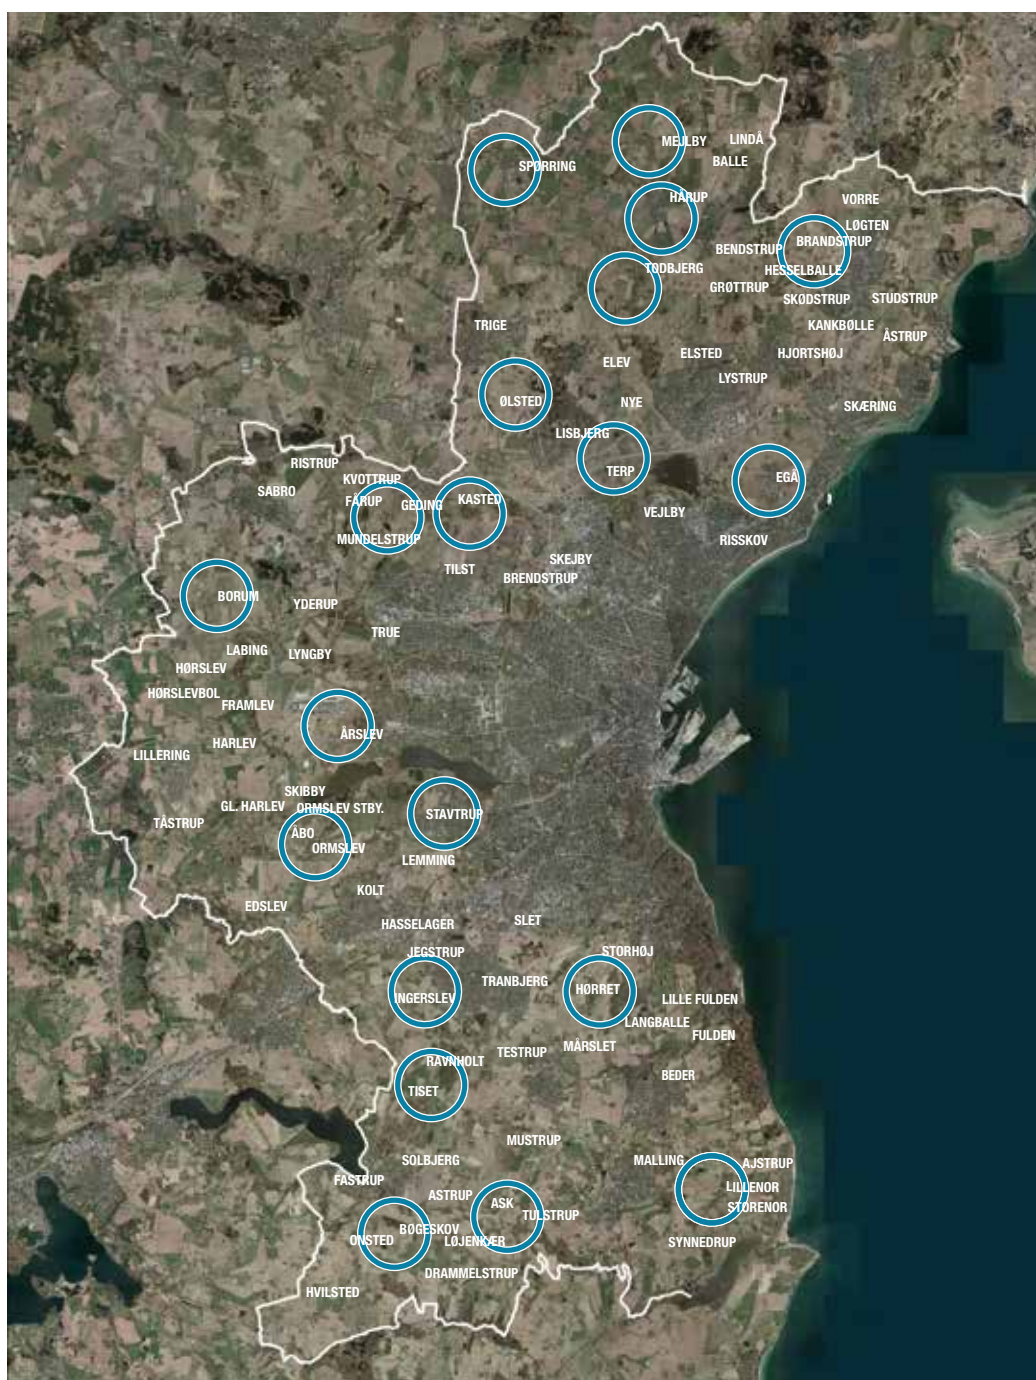 MEJLBY
LINDÅ
BALLE
SPØRRING
HÅRUP
VORRE
LØGTEN
BRANDSTRUP
BENDSTRUP
TODBJERG
HESSELBALLE
GRØTTRUP
SKØDSTRUP
STUDSTRUP
TRIGE
KANKBØLLE
ÅSTRUP
ELEV
ELSTED
HJORTSHØJ
LYSTRUP
ØLSTED
NYE
SKÆRING
LISBJERG
RISTRUP
TERP
KVOTTRUP
EGÅ
SABRO
FÅRUP
GEDING
KASTED
VEJLBY
MUNDELSTRUP
RISSKOV
SKEJBY
TILST
BRENDSTRUP
BORUM
YDERUP
TRUE
LABING
LYNGBY
HØRSLEV
HØRSLEVBOL
FRAMLEV
ÅRSLEV
HARLEV
LILLERING
SKIBBY
GL. HARLEV
ORMSLEV STBY.
STAVTRUP
TÅSTRUP
ÅBO
ORMSLEV
LEMMING
KOLT
EDSLEV
HASSELAGER
SLET
JEGSTRUP
STORHØJ
TRANBJERG
HØRRET
INGERSLEV
LILLE FULDEN
LANGBALLE
FULDEN
MÅRSLET
TESTRUP
RAVNHOLT
BEDER
TISET
MUSTRUP
SOLBJERG
MALLING
AJSTRUP
FASTRUP
LILLENOR
ASTRUP
ASK
STORENOR
TULSTRUP
BØGESKOV
ONSTED
LØJENKÆR
SYNNEDRUP
DRAMMELSTRUP
HVILSTED